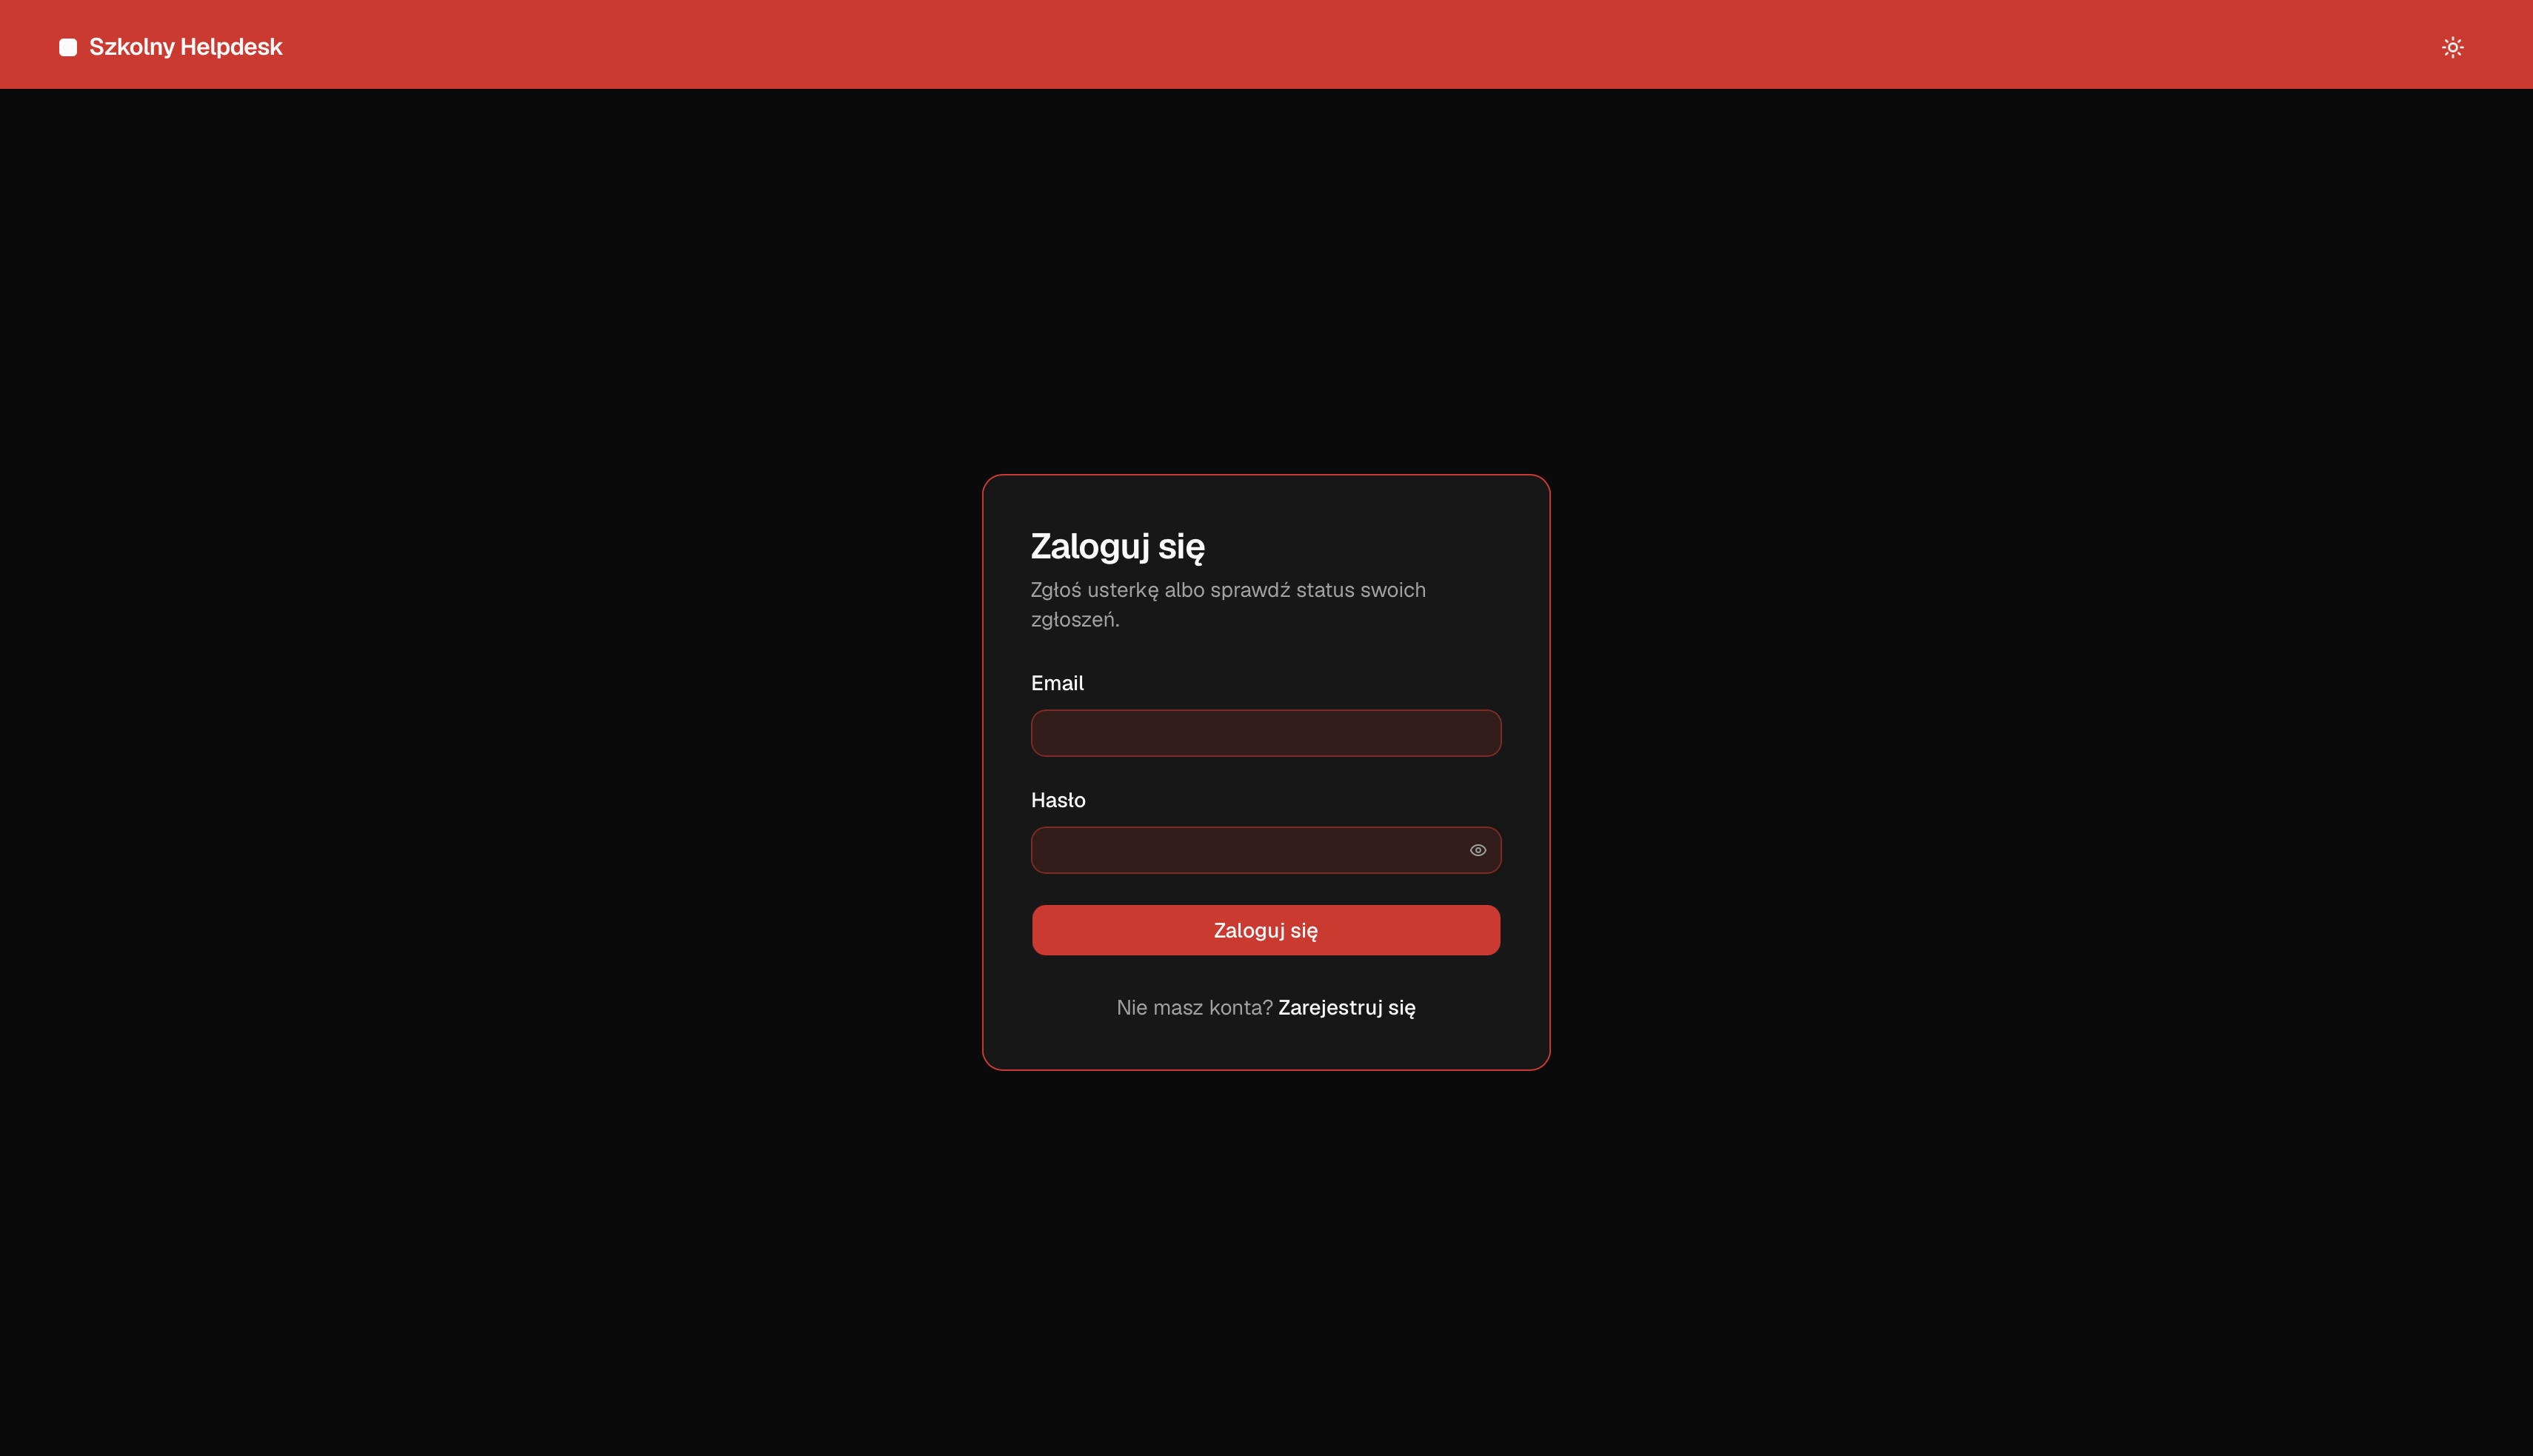 Szkolny Helpdesk
Zaloguj się
Zgłoś usterkę albo sprawdź status swoich
zgłoszeń.
Email
Hasło
Zaloguj się
Nie masz konta? Zarejestruj się